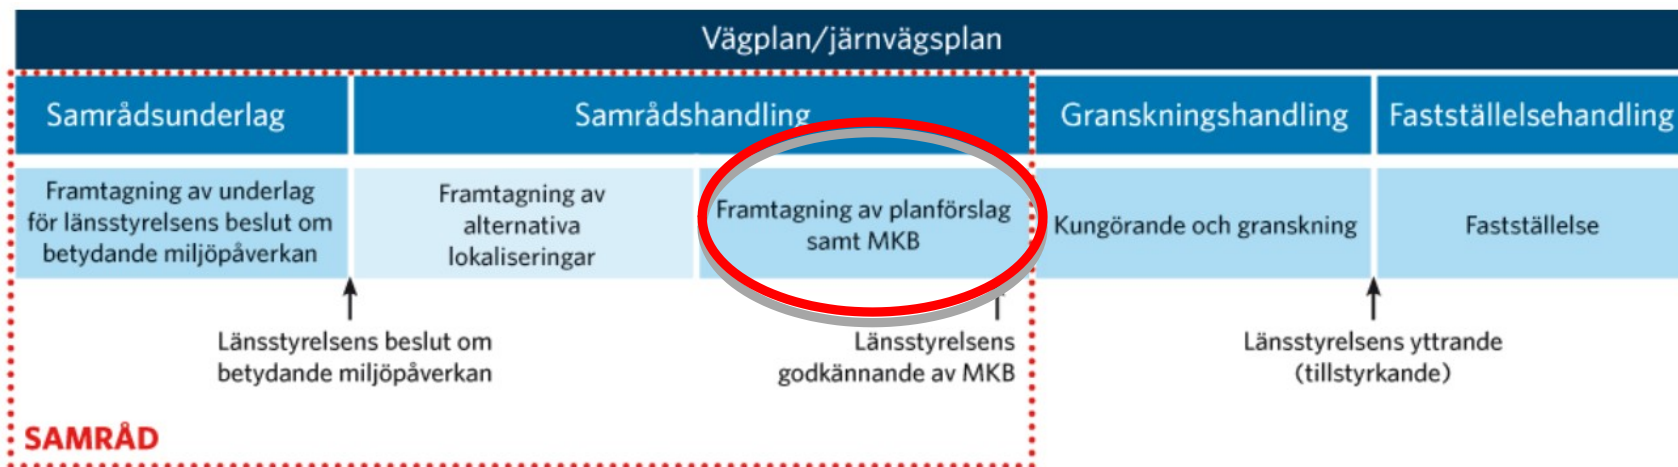 Vägplan/järnvägsplan
Samrådsunderlag
Samrådshandling
Granskningshandling
Fastställelsehandling
Framtagning av underlag
för länsstyrelsens beslut om
betydande miljöpåverkan
Framtagning av
alternativa
lokaliseringar
Framtagning av planförslag
samt MKB
Kungörande och granskning
Fastställelse
Länsstyrelsens beslut om
betydande miljöpåverkan
Länsstyrelsens
godkännande av MKB
Länsstyrelsens yttrande
(tillstyrkande)
SAMRÅD